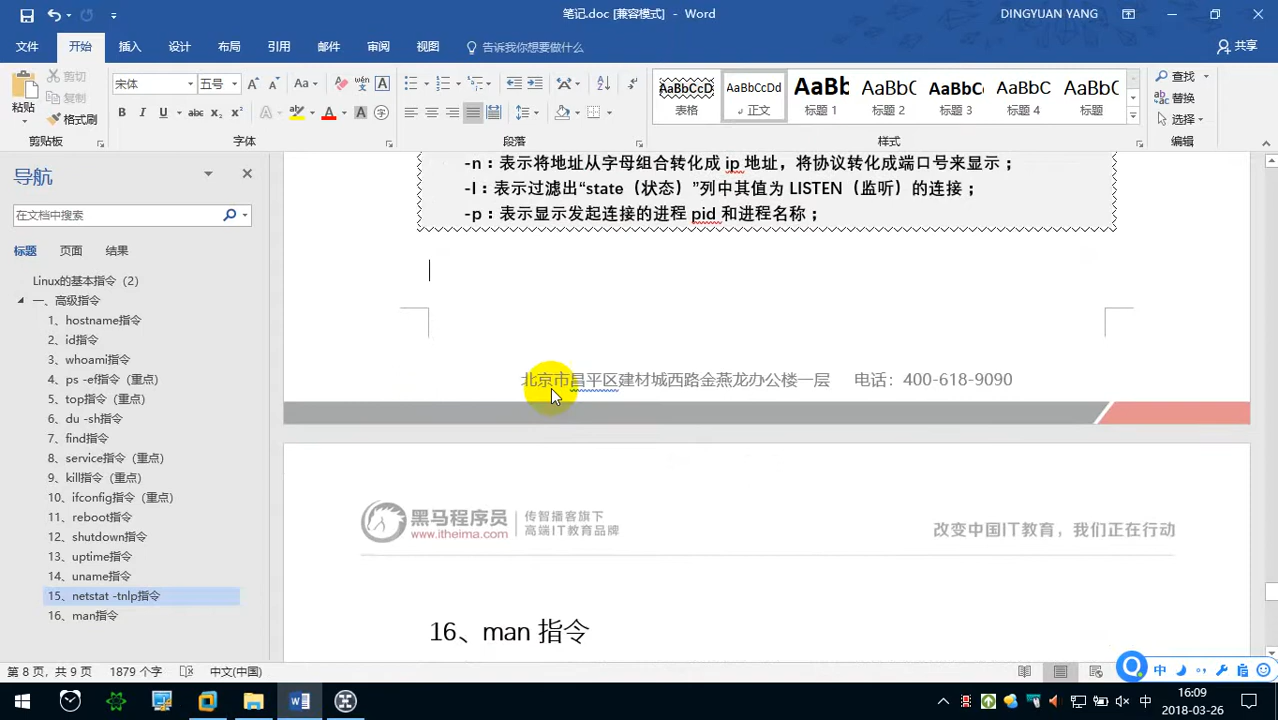 笔记.doc [兼容模式] - Word
DINGYUAN YANG
文件
开始
插入
设计
布局
引用
邮件
审阅
视图
告诉我你想要做什么
共享
粘贴
剪切
复制
格式刷
剪贴板
宋体
五号
字体
段落
AaBbCcD
表格
AaBbCcDd
正文
AaBb
标题 1
AaBbC
标题 2
AaBbC
标题 3
AaBbC
标题 4
AaBbC
标题 5
样式
查找
替换
选择
编辑
导航
在文档中搜索
标题 页面 结果
Linux的基本指令（2）
一、高级指令
1、hostname指令
2、id指令
3、whoami指令
4、ps -ef指令（重点）
5、top指令（重点）
6、du -sh指令
7、find指令
8、service指令（重点）
9、kill指令（重点）
10、ifconfig指令（重点）
11、reboot指令
12、shutdown指令
13、uptime指令
14、uname指令
15、netstat -tnlp指令
16、man指令
-n：表示将地址从字母组合转化成 ip 地址，将协议转化成端口号来显示；
-l：表示过滤出“state（状态）”列中其值为 LISTEN（监听）的连接；
-p：表示显示发起连接的进程 pid 和进程名称；
北京市昌平区建材城西路金燕龙办公楼一层 电话：400-618-9090
黑马程序员
www.itheima.com
传智播客旗下
高端IT教育品牌
改变中国IT教育，我们正在行动
16、man 指令
第 8 页，共 9 页 1879 个字 中文(中国)
中
中
16:09
2018-03-26